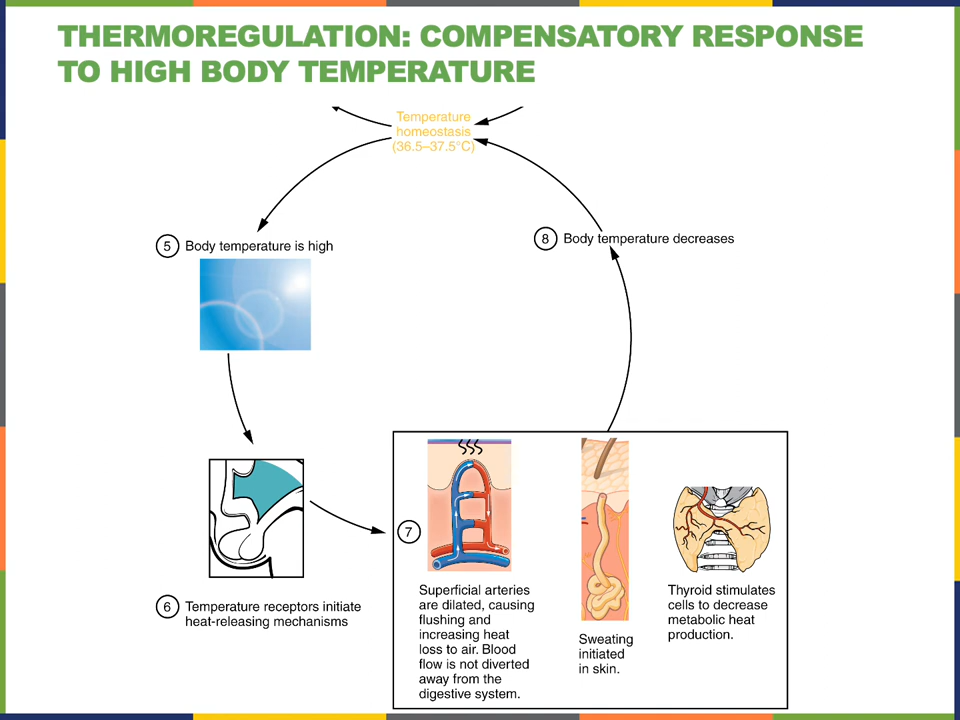 THERMOREGULATION: COMPENSATORY RESPONSE
TO HIGH BODY TEMPERATURE
Temperature
homeostasis
(36.5–37.5°C)
5 Body temperature is high
8 Body temperature decreases
6 Temperature receptors initiate
heat-releasing mechanisms
7
Superficial arteries
are dilated, causing
flushing and
increasing heat
loss to air. Blood
flow is not diverted
away from the
digestive system.
Sweating
initiated
in skin.
Thyroid stimulates
cells to decrease
metabolic heat
production.